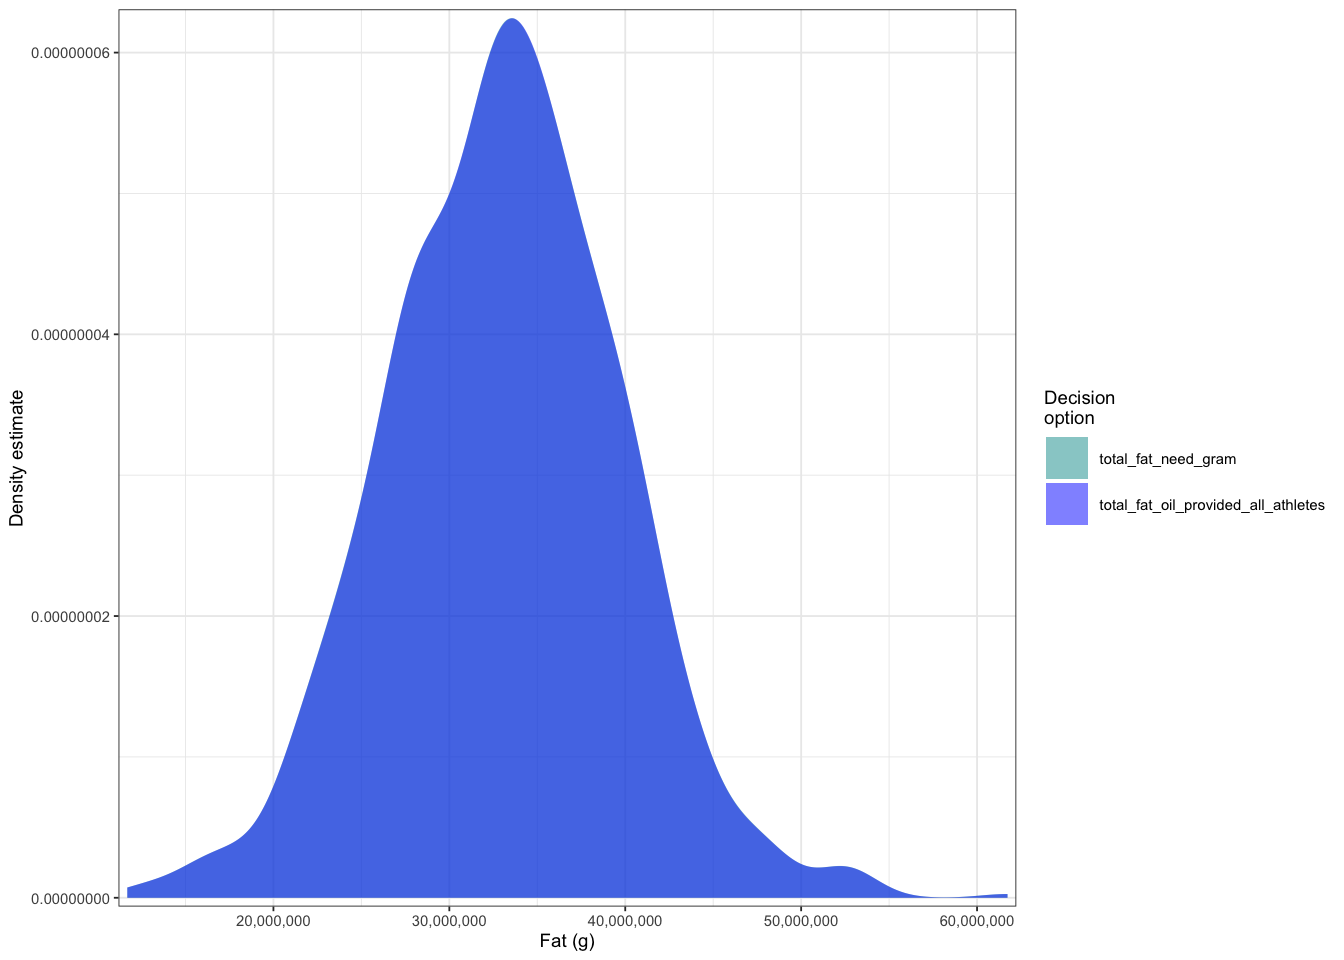 0.00000006
0.00000004
0.00000002
0.00000000
Density estimate
20,000,000
30,000,000
40,000,000
50,000,000
60,000,000
Fat (g)
Decision
option
total_fat_need_gram
total_fat_oil_provided_all_athletes